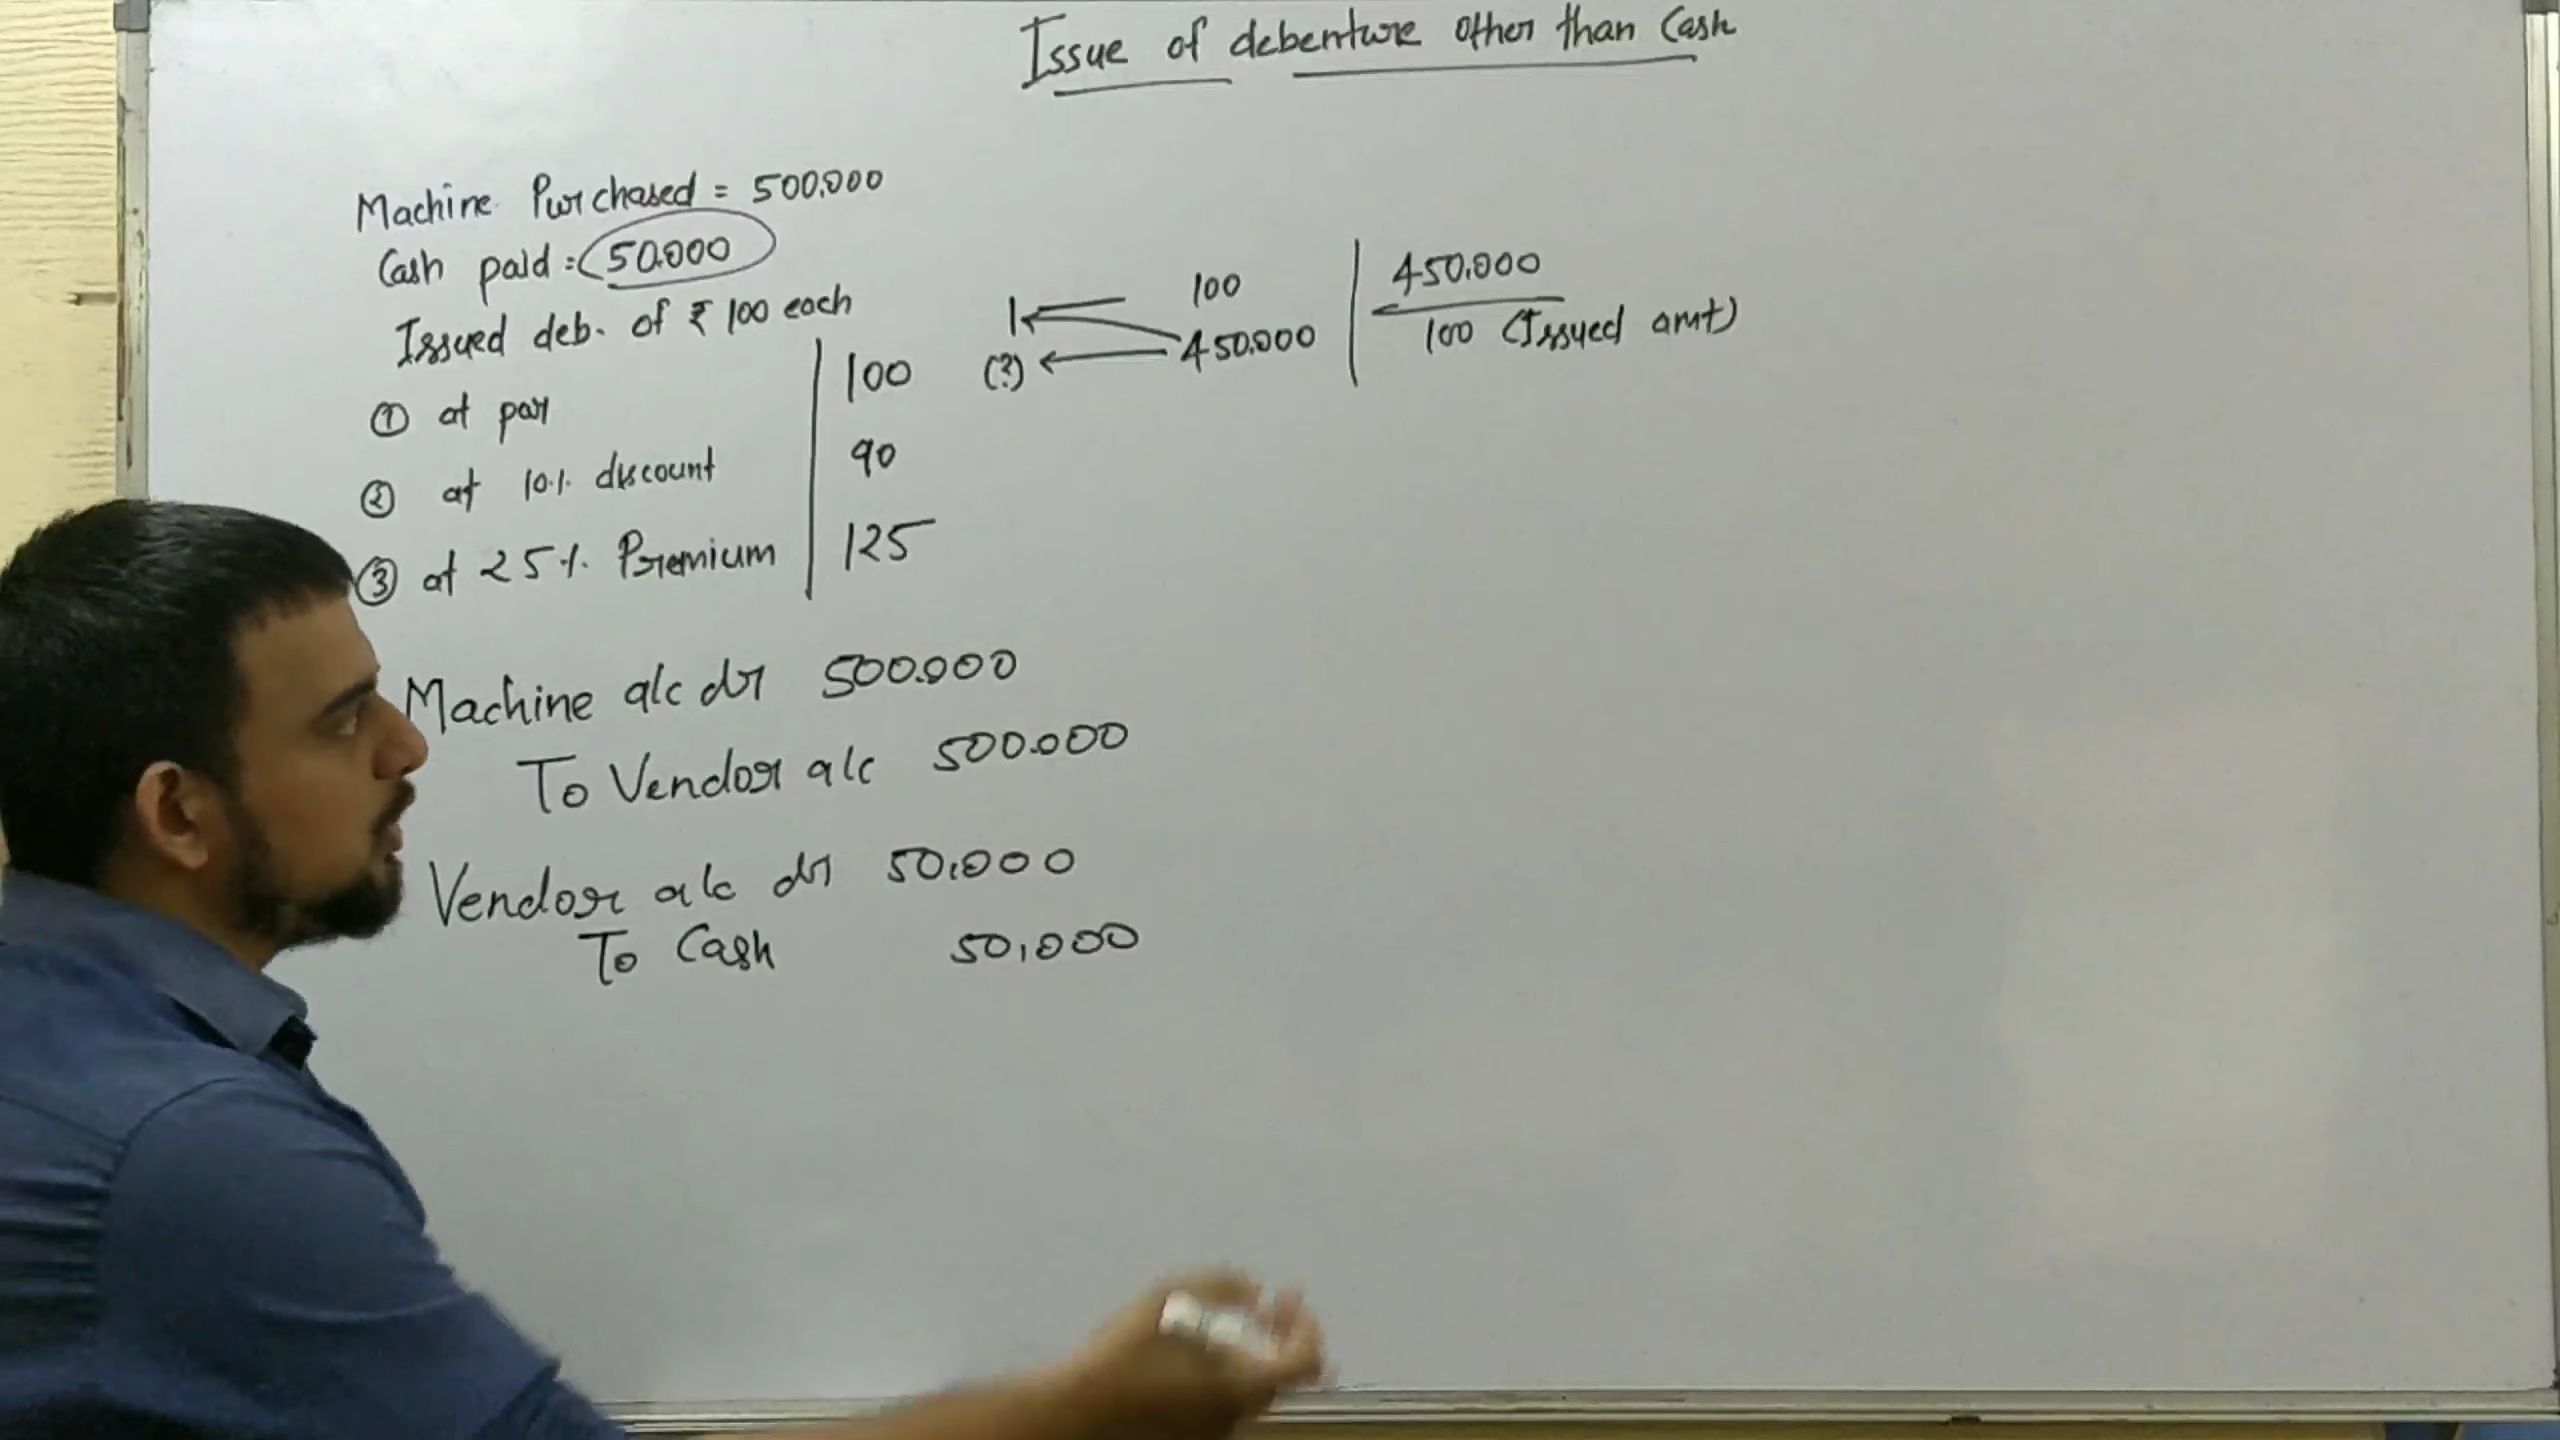 Issue of debenture other than Cash
Machine Purchased = 500,000
Cash paid = 50,000
Issued deb. of ₹ 100 each
① at par | 100
② at 10% discount | 90
③ at 25% Premium | 125
1 100
(?) 450,000
450,000
100 (Issued amt)
Machine a/c dr 500,000
To Vendor a/c 500,000
Vendor a/c dr 50,000
To Cash 50,000